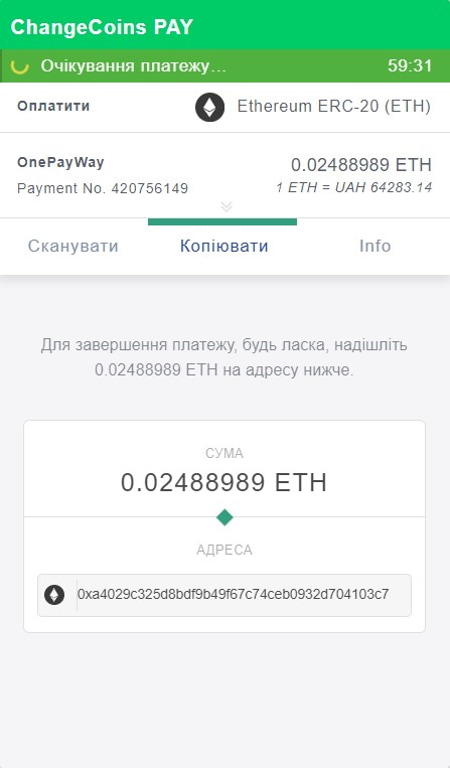 ChangeCoins PAY
Очікування платежу...
59:31
Оплатити
Ethereum ERC-20 (ETH)
OnePayWay
0.02488989 ETH
Payment No. 420756149
1 ETH = UAH 64283.14
Сканувати
Копіювати
Info
Для завершення платежу, будь ласка, надішліть
0.02488989 ETH на адресу нижче.
СУМА
0.02488989 ETH
АДРЕСА
0xa4029c325d8bdf9b49f67c74ceb0932d704103c7